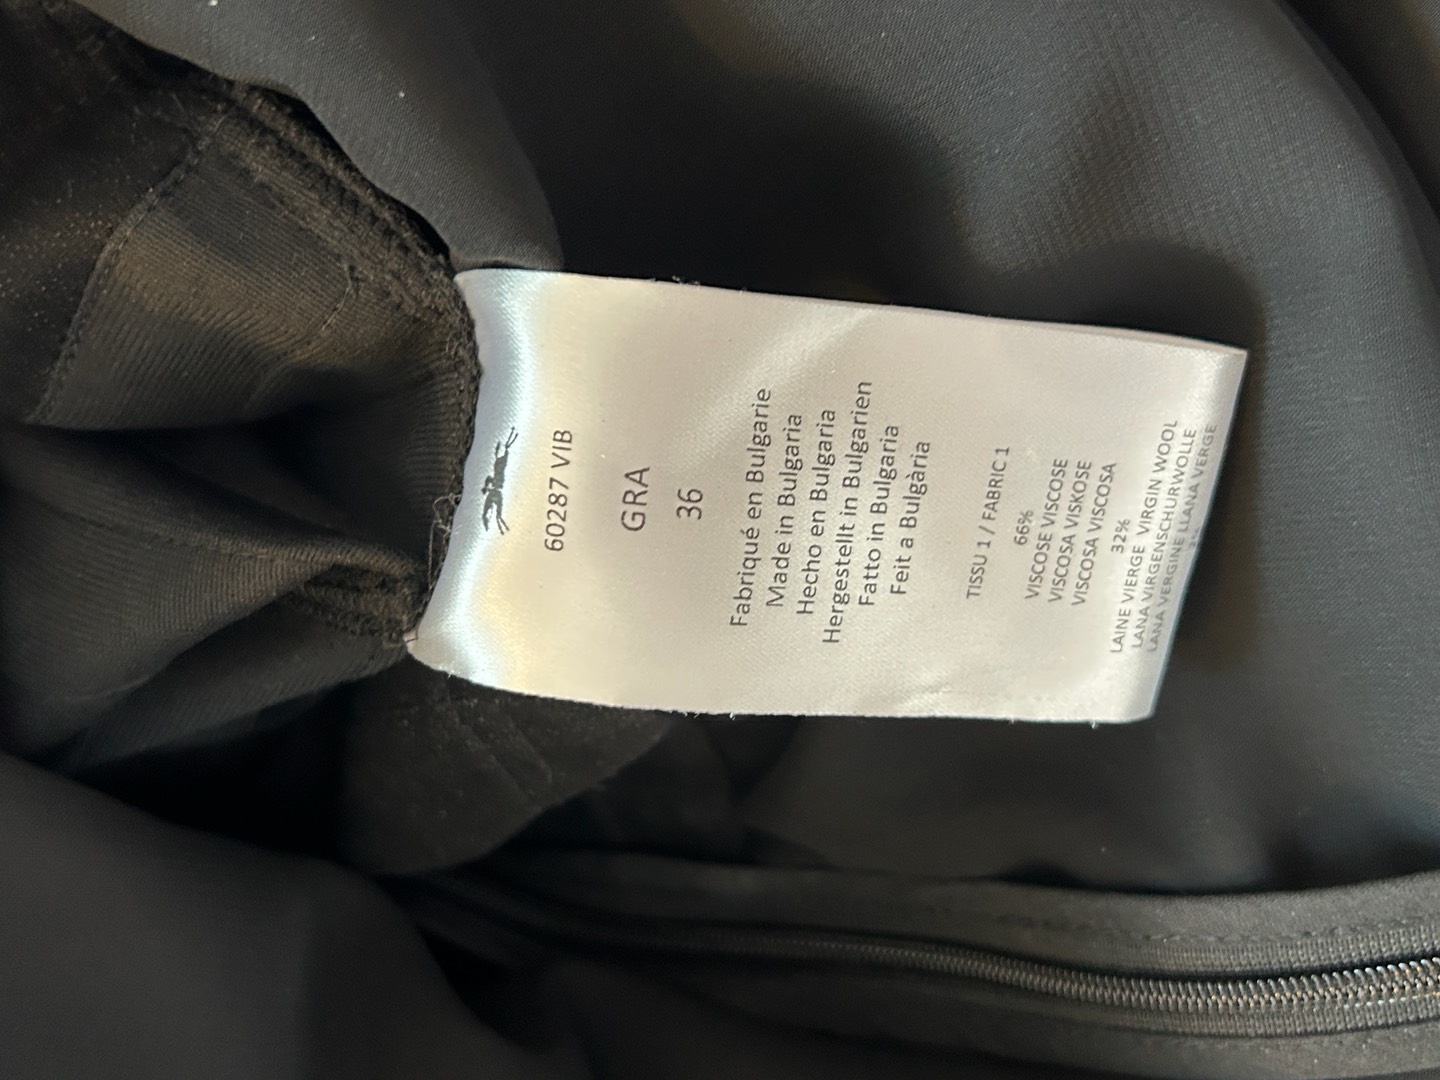 60287 VIB
GRA
36
Fabriqué en Bulgarie
Made in Bulgaria
Hecho en Bulgaria
Hergestellt in Bulgarien
Fatto in Bulgaria
Feit a Bulgària
TISSU 1 / FABRIC 1
66%
VISCOSE VISCOSE
VISCOSA VISKOSE
VISCOSA VISCOSA
32%
LAINE VIERGE VIRGIN WOOL
LANA VIRGEN SCHURWOLLE
LANA VERGINE LLANA VERGE